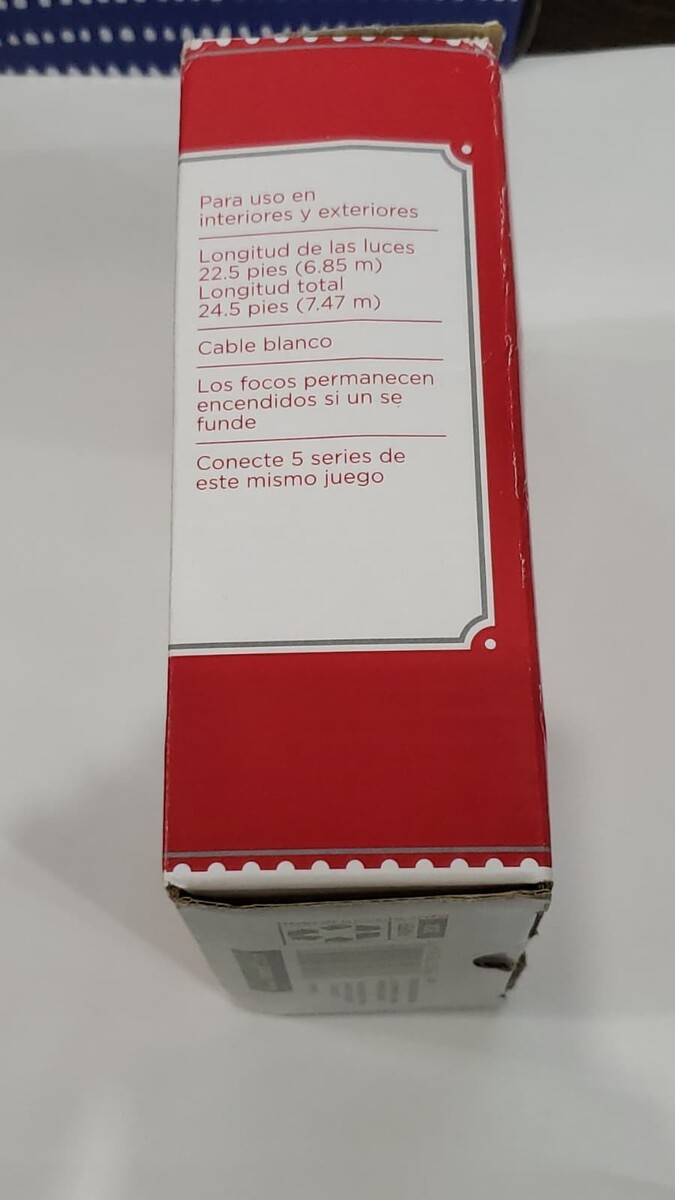 Para uso en
interiores y exteriores
Longitud de las luces
22.5 pies (6.85 m)
Longitud total
24.5 pies (7.47 m)
Cable blanco
Los focos permanecen
encendidos si un se
funde
Conecte 5 series de
este mismo juego